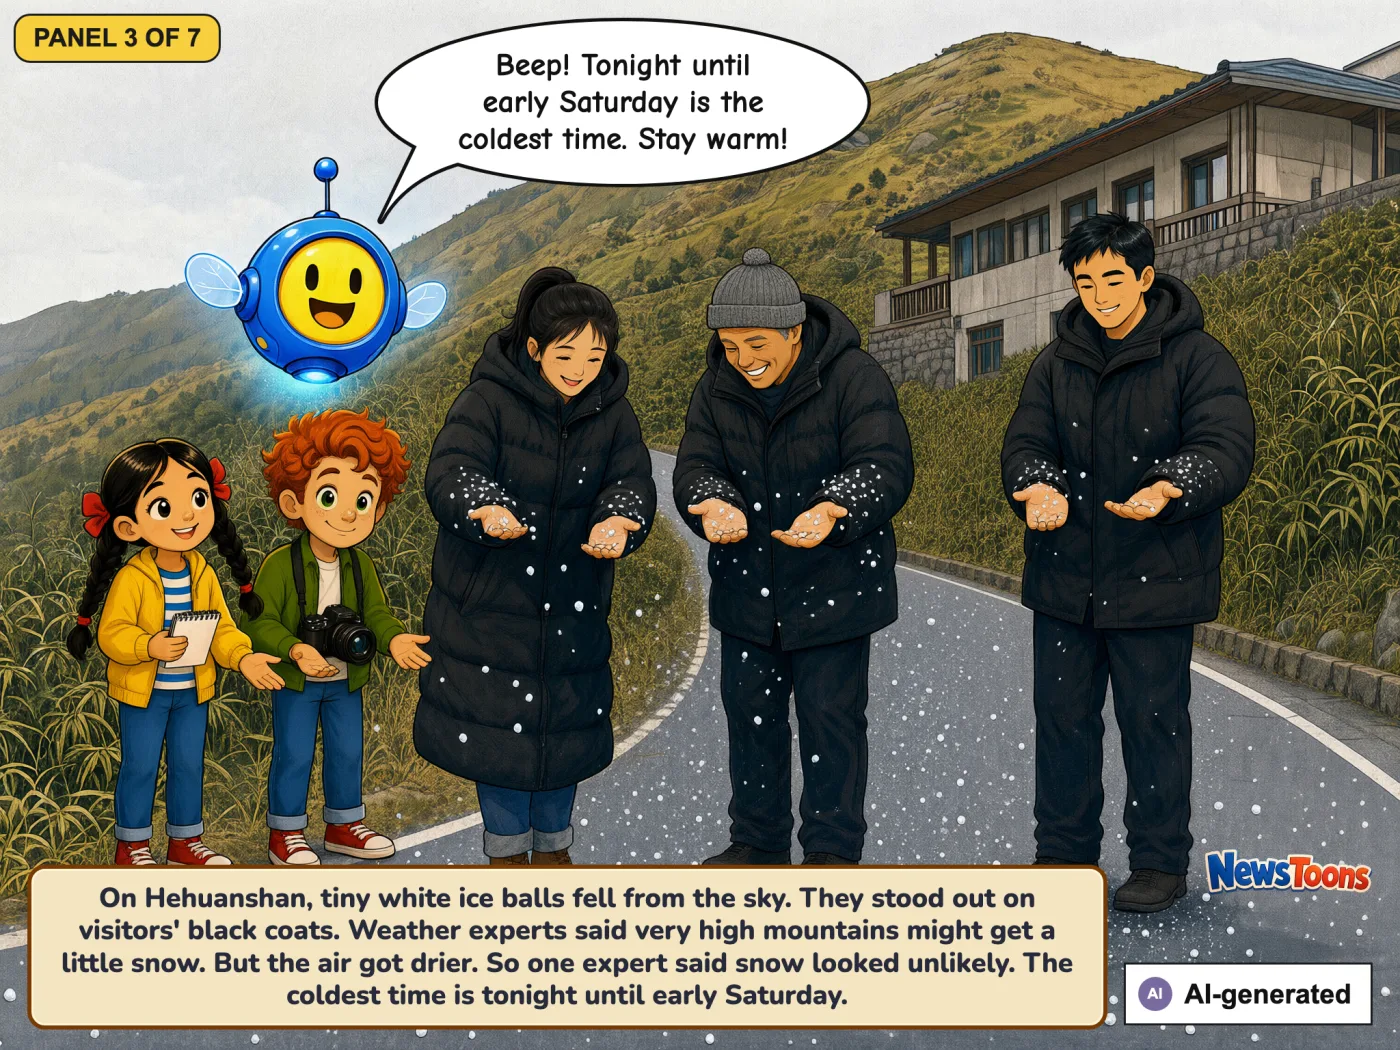 PANEL 3 OF 7
Beep! Tonight until
early Saturday is the
coldest time. Stay warm!
On Hehuanshan, tiny white ice balls fell from the sky. They stood out on
visitors' black coats. Weather experts said very high mountains might get a
little snow. But the air got drier. So one expert said snow looked unlikely. The
coldest time is tonight until early Saturday.
NewsToons
AI AI-generated